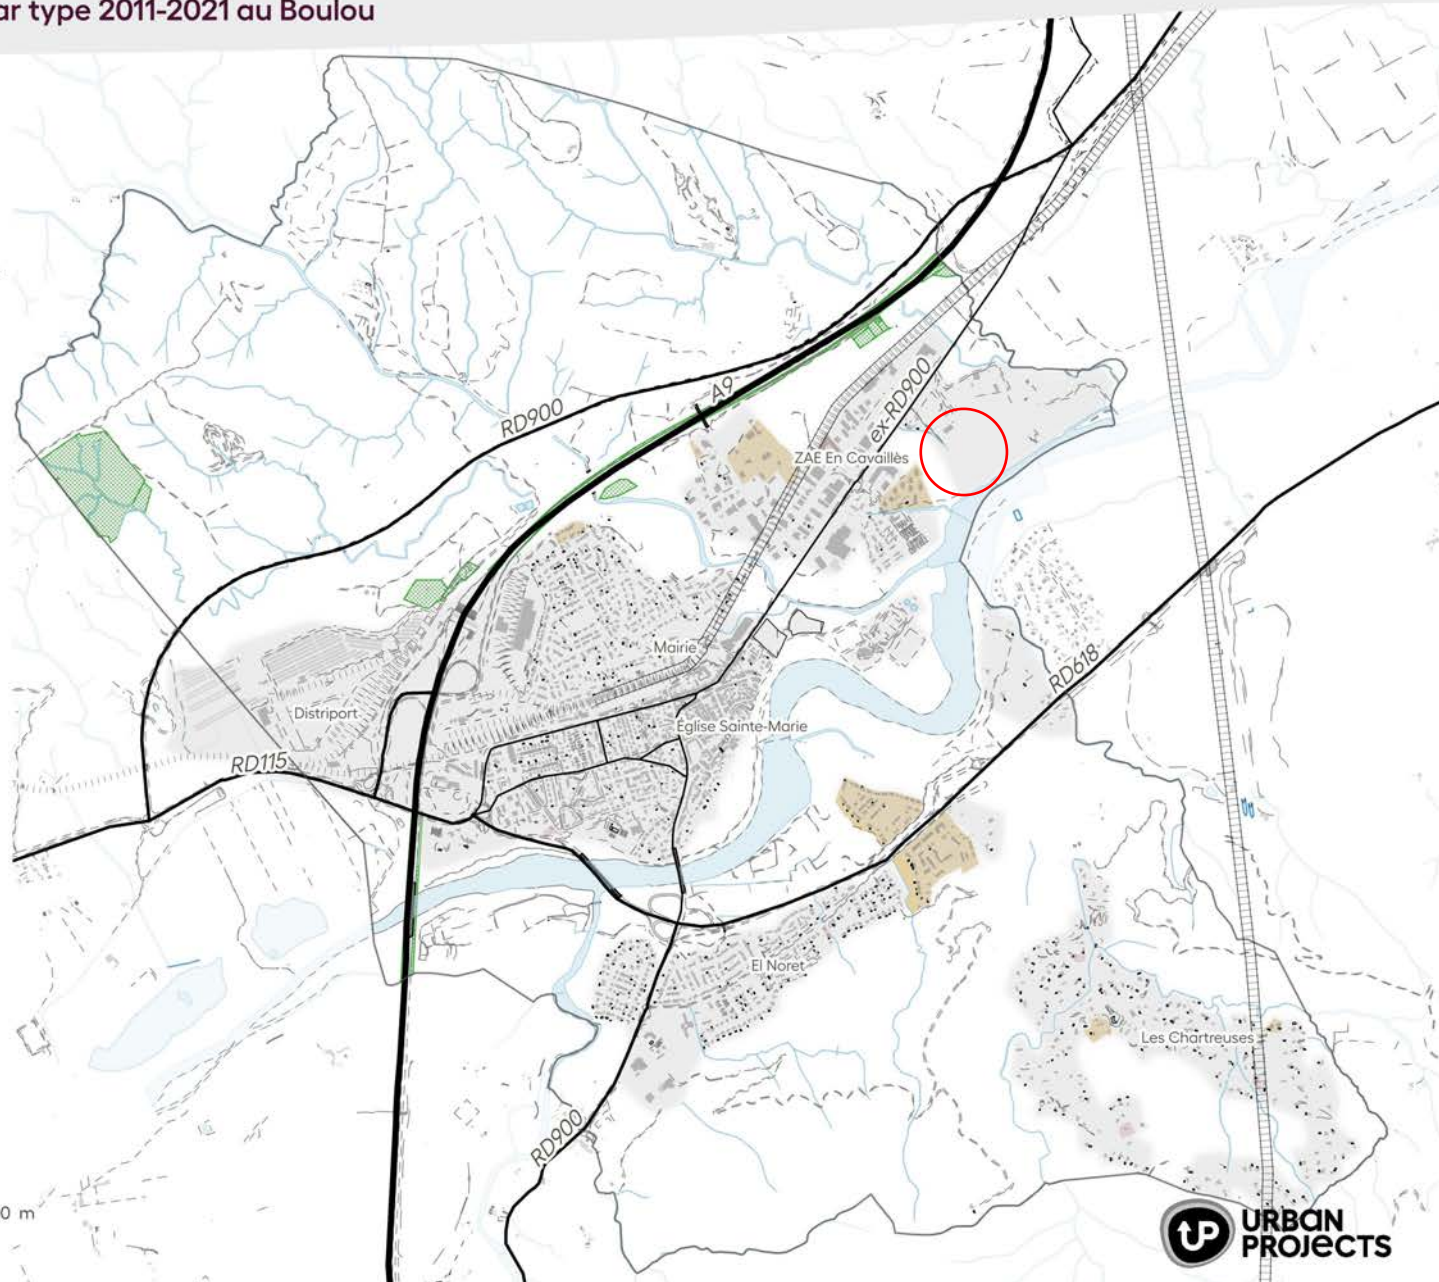 ar type 2011-2021 au Boulou
A9
RD900
ex-RD900
ZAE En Cavaillès
Mairie
RD618
Distriport
Église Sainte-Marie
RD115
El Noret
Les Chartreuses
RD900
0 m
UP
URBAN
PROJECTS